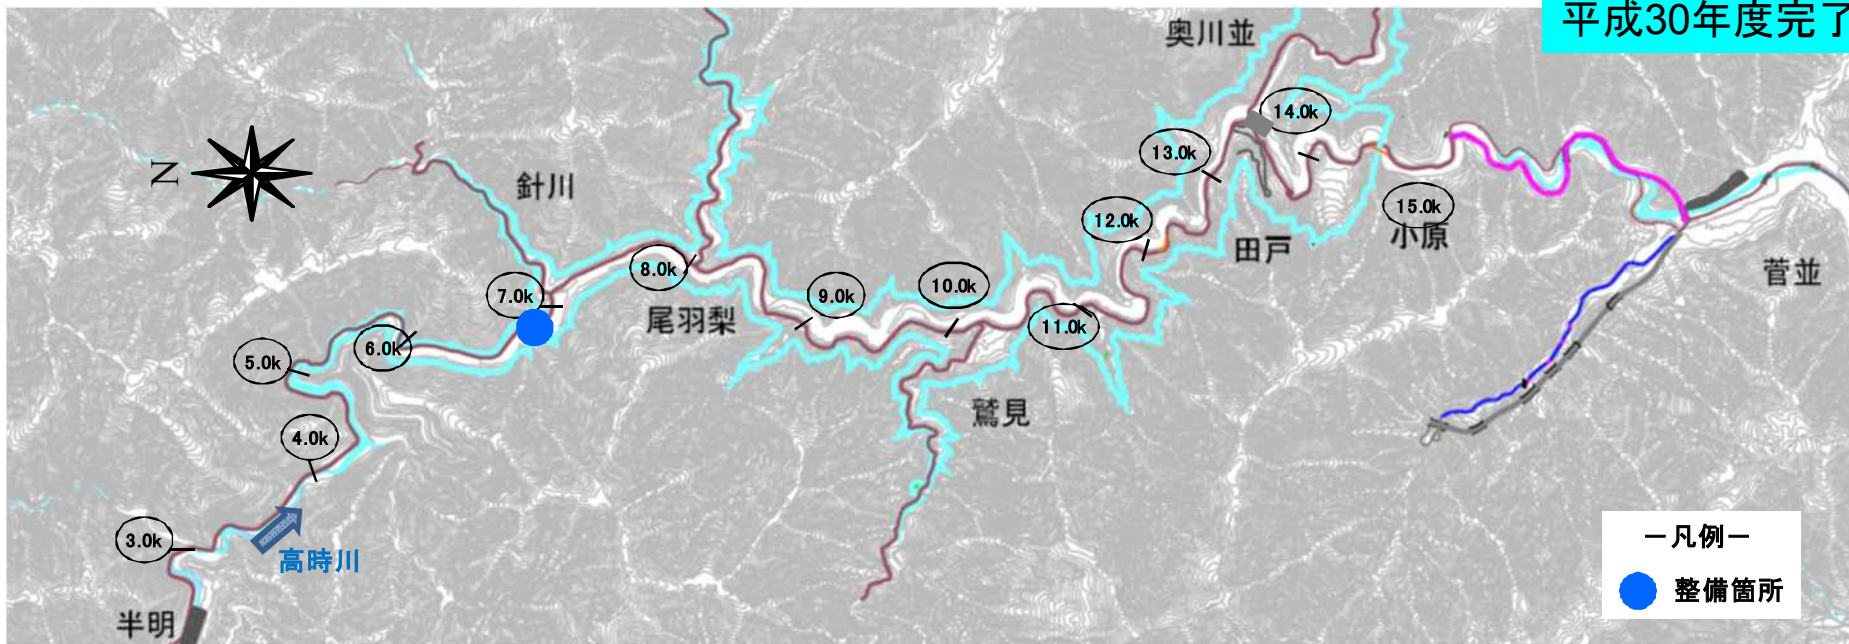 平成30年度完了
奥川並
14.0k
13.0k
N
針川
15.0k
12.0k
小原
田戸
菅並
8.0k
7.0k
9.0k
10.0k
尾羽梨
11.0k
6.0k
5.0k
鷲見
4.0k
3.0k
高時川
半明
－凡例－
整備箇所